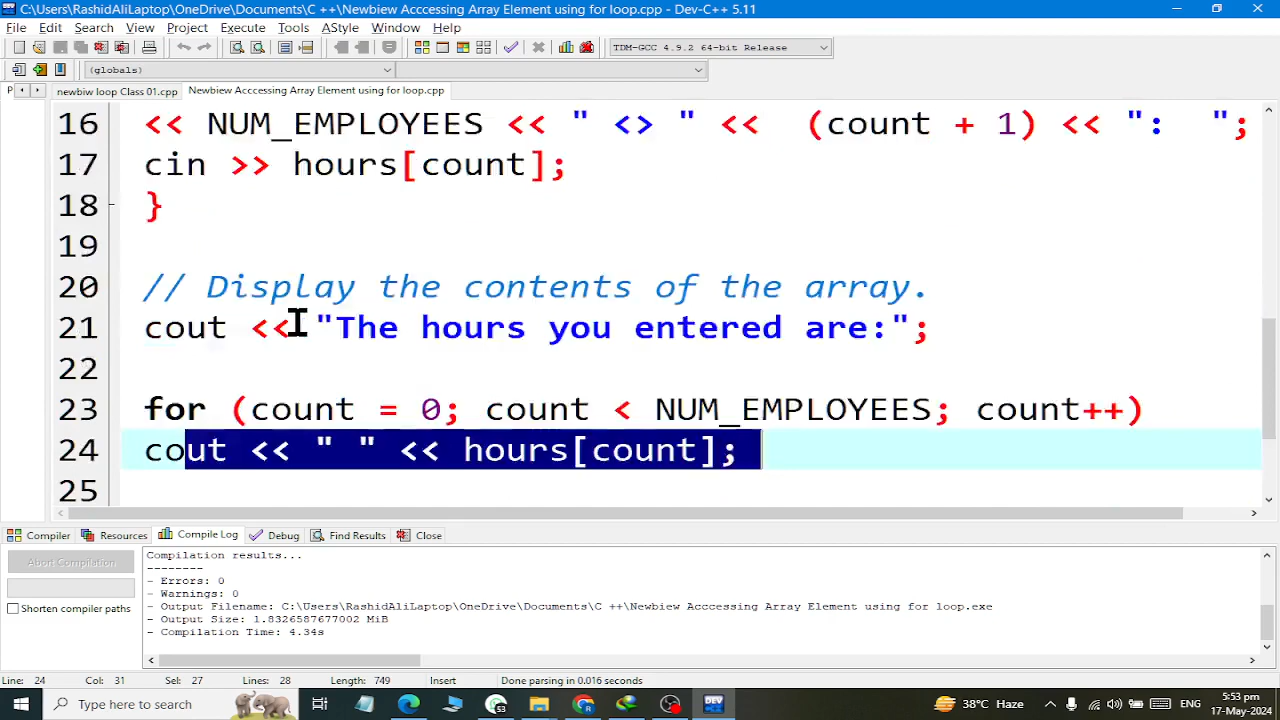 C:\Users\RashidAliLaptop\OneDrive\Documents\C ++\Newbiew Acccessing Array Element using for loop.cpp - Dev-C++ 5.11
File Edit Search View Project Execute Tools AStyle Window Help
TDM-GCC 4.9.2 64-bit Release
(globals)
P newbiw loop Class 01.cpp Newbiew Acccessing Array Element using for loop.cpp
16 << NUM_EMPLOYEES << " <> " << (count + 1) << ":  ";
17 cin >> hours[count];
18 }
19
20 // Display the contents of the array.
21 cout << "The hours you entered are:";
22
23 for (count = 0; count < NUM_EMPLOYEES; count++)
24 cout << " " << hours[count];
25
Compiler Resources Compile Log Debug Find Results Close
Abort Compilation
Shorten compiler paths
Compilation results...
--------
- Errors: 0
- Warnings: 0
- Output Filename: C:\Users\RashidAliLaptop\OneDrive\Documents\C ++\Newbiew Acccessing Array Element using for loop.exe
- Output Size: 1.8326587677002 MiB
- Compilation Time: 4.34s
Line: 24 Col: 31 Sel: 27 Lines: 28 Length: 749 Insert Done parsing in 0.016 seconds
Type here to search
DEV
38°C Haze
ENG
5:53 pm
17-May-2024